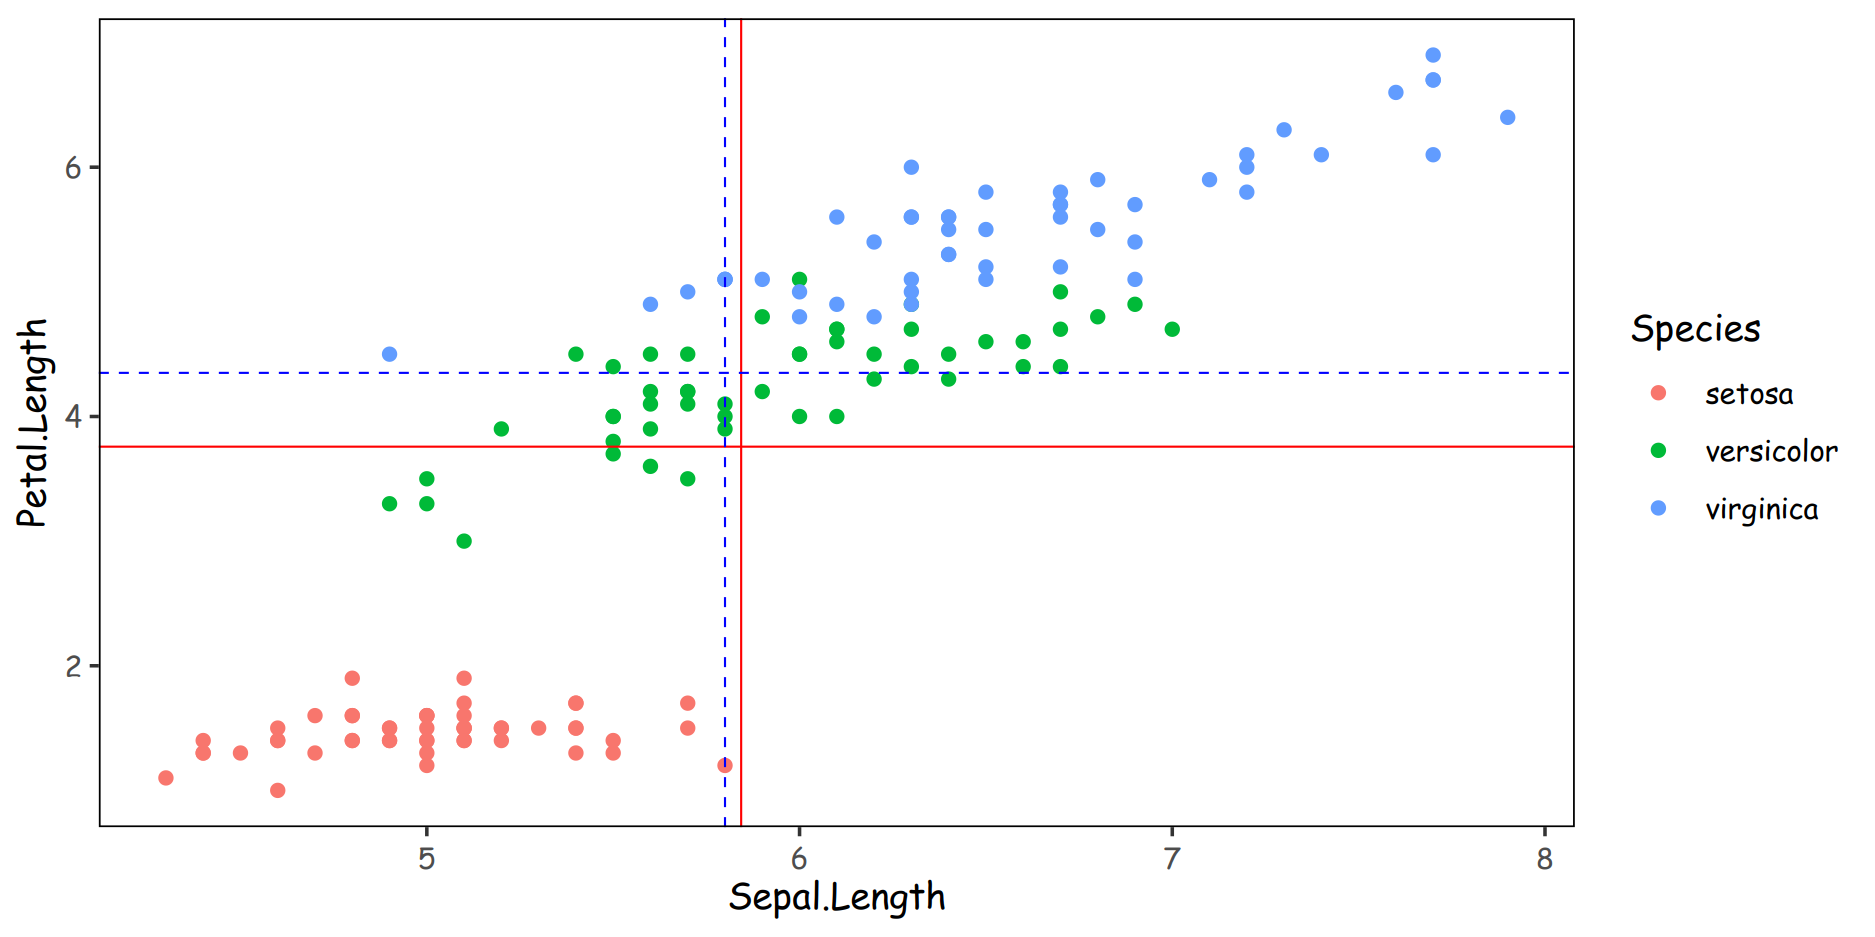 6
4
2
Petal.Length
5 6 7 8
Sepal.Length
Species
setosa
versicolor
virginica